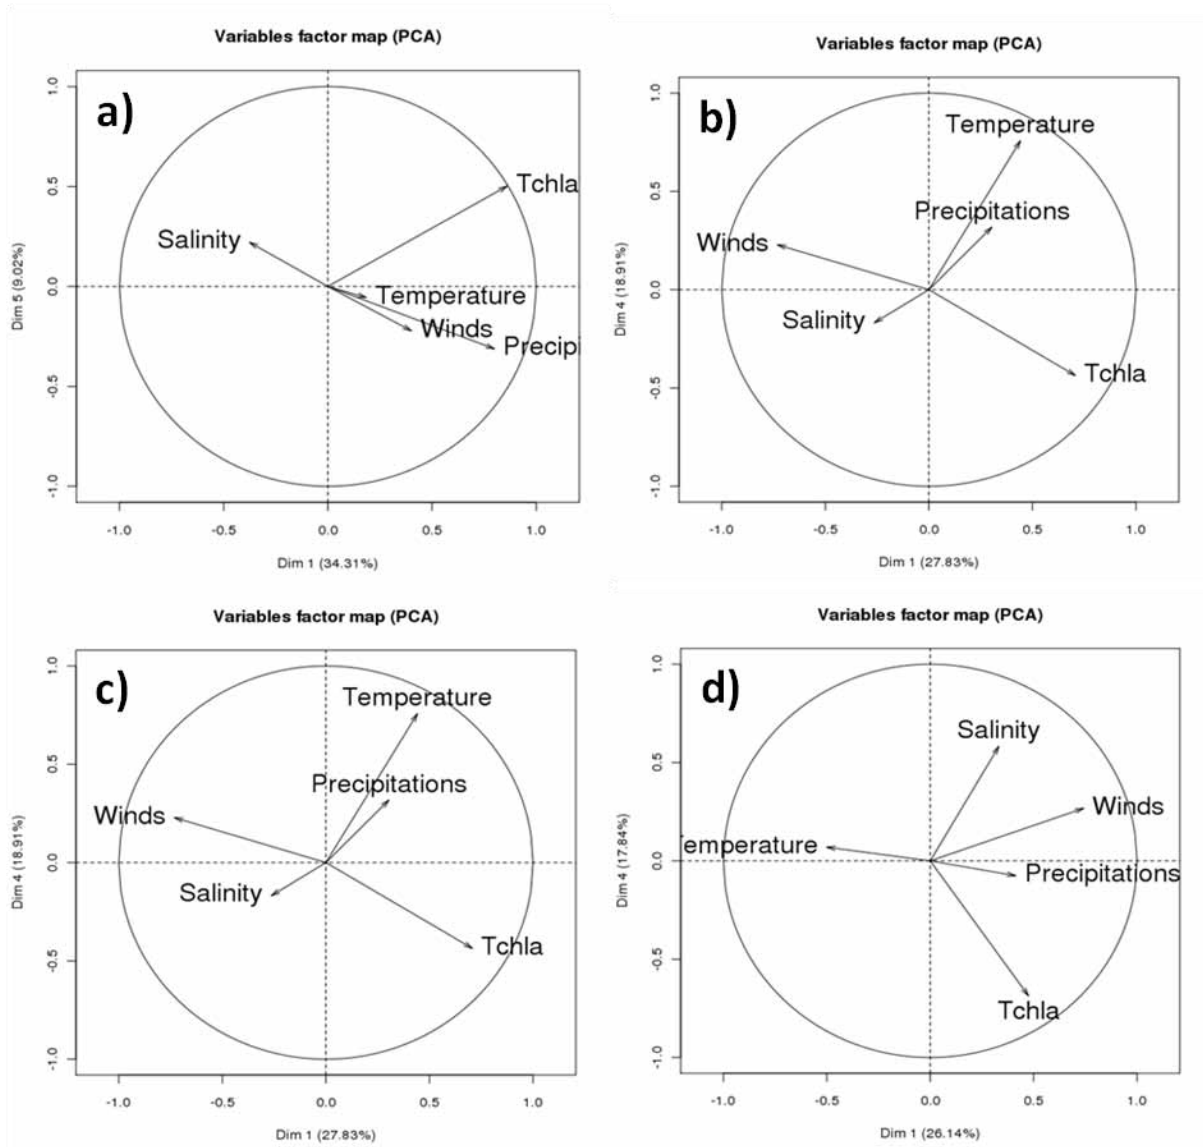 Variables factor map (PCA)
a)
1.0
0.5
0.0
-0.5
-1.0
Dim 5 (9.02%)
Tchla
Salinity
Temperature
Winds
Precipi
-1.0 -0.5 0.0 0.5 1.0
Dim 1 (34.31%)
Variables factor map (PCA)
b)
1.0
0.5
0.0
-0.5
-1.0
Dim 4 (18.91%)
Temperature
Precipitations
Winds
Salinity
Tchla
-1.0 -0.5 0.0 0.5 1.0
Dim 1 (27.83%)
Variables factor map (PCA)
c)
1.0
0.5
0.0
-0.5
-1.0
Dim 4 (18.91%)
Temperature
Precipitations
Winds
Salinity
Tchla
-1.0 -0.5 0.0 0.5 1.0
Dim 1 (27.83%)
Variables factor map (PCA)
d)
1.0
0.5
0.0
-0.5
-1.0
Dim 4 (17.84%)
Salinity
Winds
emperature
Precipitations
Tchla
-1.0 -0.5 0.0 0.5 1.0
Dim 1 (26.14%)